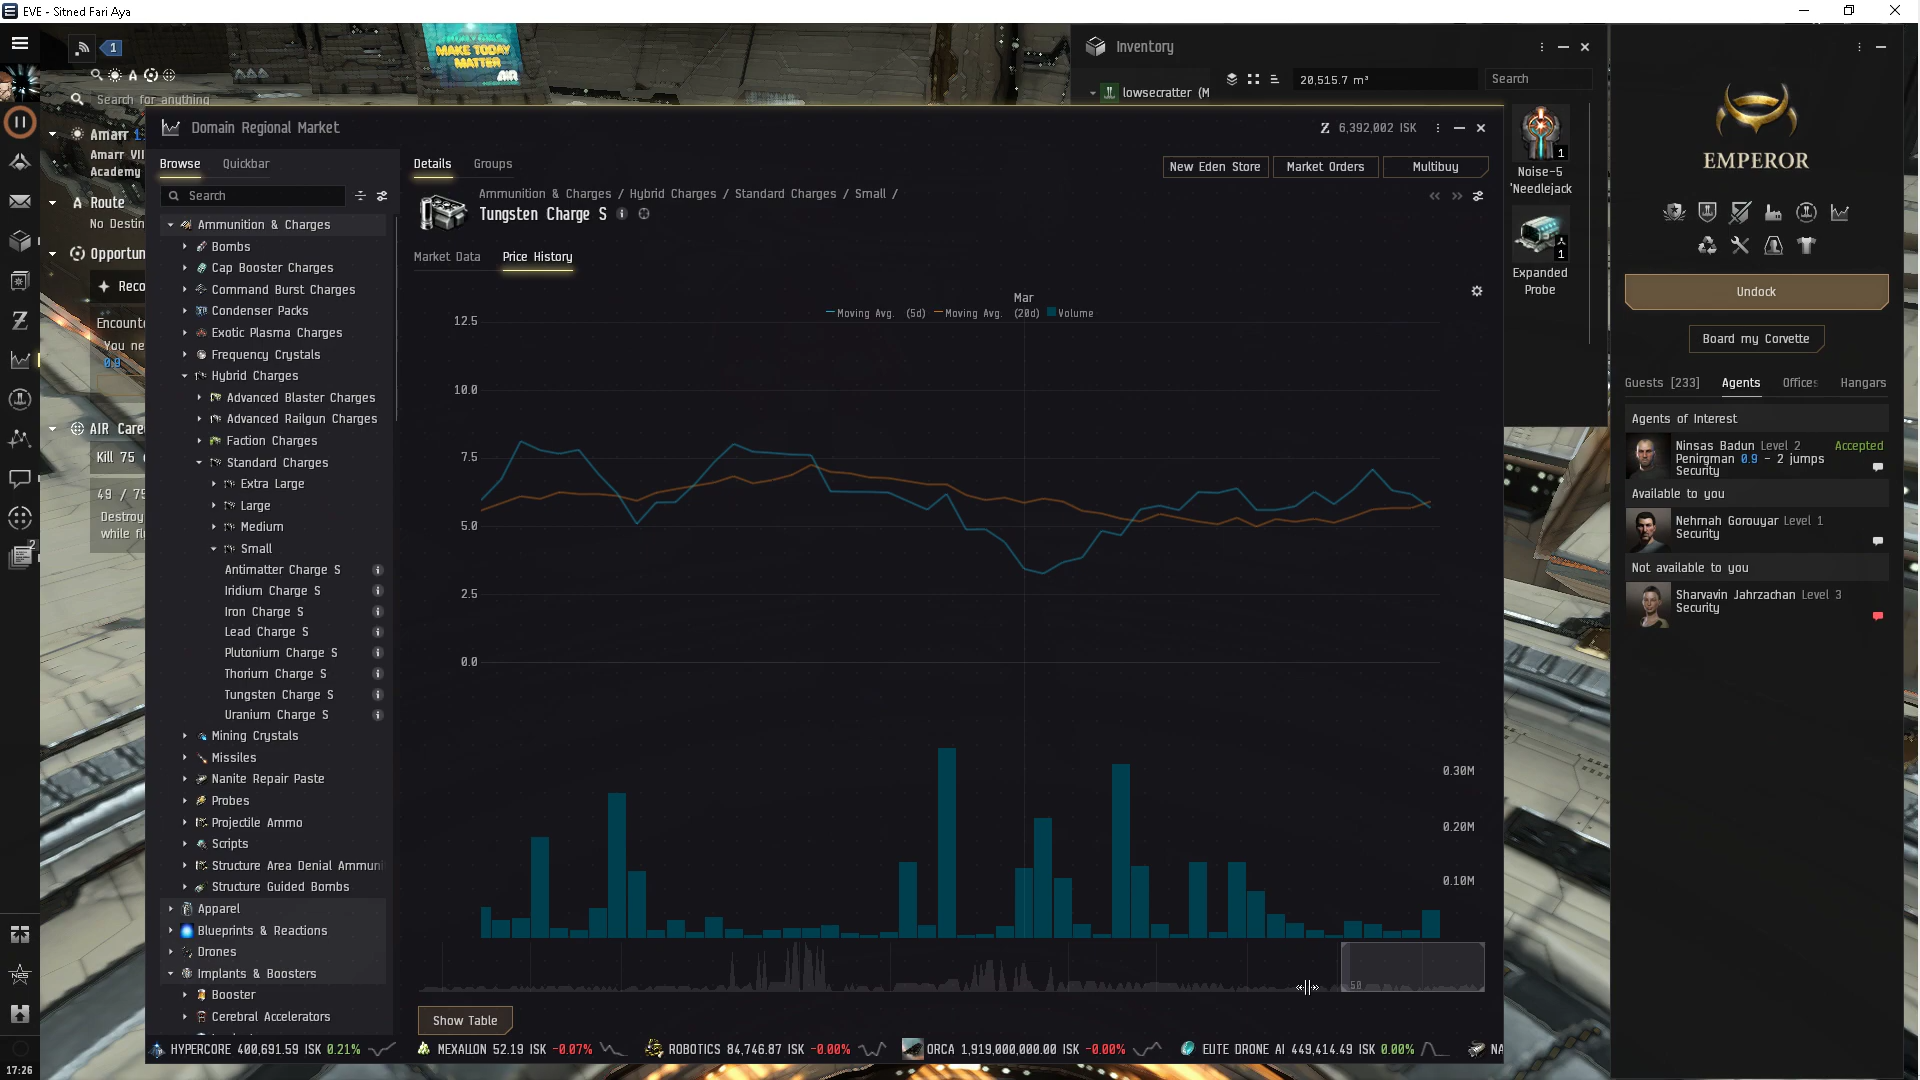 EVE - Sitned Fari Aya
1
MAKE TODAY
MATTER
AIR
Search for anything
Amarr 1
Amarr VII
Academy
Route
No Destin
Opportun
Reco
Encount
You ne
0.9
AIR Care
Kill 75
49 / 75
Destroy
while fl
2
17:26
Domain Regional Market
6,392,002 ISK
Browse
Quickbar
Search
Ammunition & Charges
Bombs
Cap Booster Charges
Command Burst Charges
Condenser Packs
Exotic Plasma Charges
Frequency Crystals
Hybrid Charges
Advanced Blaster Charges
Advanced Railgun Charges
Faction Charges
Standard Charges
Extra Large
Large
Medium
Small
Antimatter Charge S
Iridium Charge S
Iron Charge S
Lead Charge S
Plutonium Charge S
Thorium Charge S
Tungsten Charge S
Uranium Charge S
Mining Crystals
Missiles
Nanite Repair Paste
Probes
Projectile Ammo
Scripts
Structure Area Denial Ammuni
Structure Guided Bombs
Apparel
Blueprints & Reactions
Drones
Implants & Boosters
Booster
Cerebral Accelerators
Details
Groups
New Eden Store
Market Orders
Multibuy
Ammunition & Charges / Hybrid Charges / Standard Charges / Small /
Tungsten Charge S
Market Data
Price History
Mar
Moving Avg. (5d) Moving Avg. (20d) Volume
12.5
10.0
7.5
5.0
2.5
0.0
0.30M
0.20M
0.10M
50
Show Table
HYPERCORE 400,691.59 ISK 0.21%
MEXALLON 52.19 ISK -0.07%
ROBOTICS 84,746.87 ISK -0.00%
ORCA 1,919,000,000.00 ISK -0.00%
ELITE DRONE AI 449,414.49 ISK 0.00%
NA
Inventory
lowsecratter (M
20,515.7 m³
Search
1
Noise-5
'Needlejack
1
Expanded
Probe
EMPEROR
Undock
Board my Corvette
Guests [233]
Agents
Offices
Hangars
Agents of Interest
Ninsas Badun Level 2
Accepted
Penirgman 0.9 - 2 jumps
Security
Available to you
Nehmah Gorouyar Level 1
Security
Not available to you
Sharvavin Jahrzachan Level 3
Security